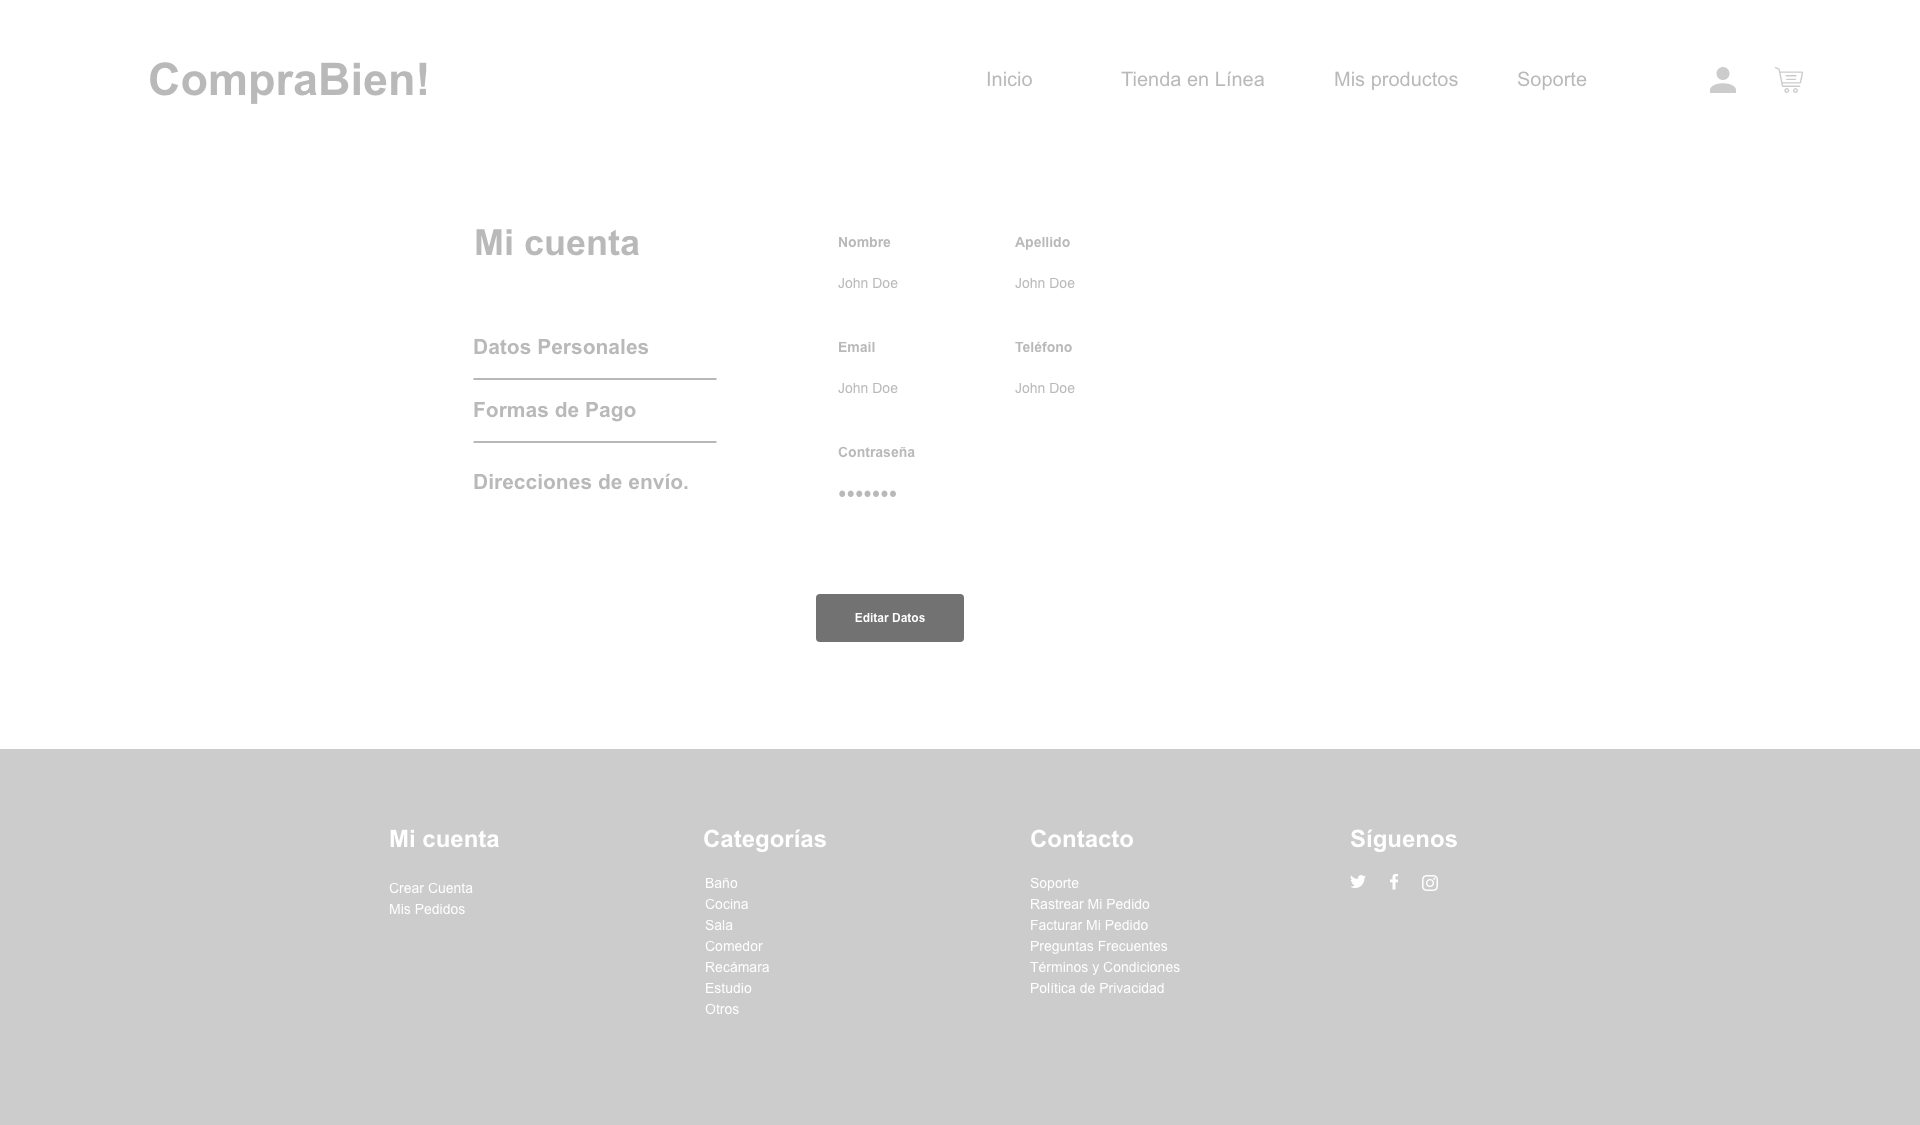 CompraBien!
Inicio
Tienda en Línea
Mis productos
Soporte
Mi cuenta
Datos Personales
Formas de Pago
Direcciones de envío.
Nombre
Apellido
John Doe
John Doe
Email
Teléfono
John Doe
John Doe
Contraseña
•••••••
Editar Datos
Mi cuenta
Crear Cuenta
Mis Pedidos
Categorías
Baño
Cocina
Sala
Comedor
Recámara
Estudio
Otros
Contacto
Soporte
Rastrear Mi Pedido
Facturar Mi Pedido
Preguntas Frecuentes
Términos y Condiciones
Política de Privacidad
Síguenos